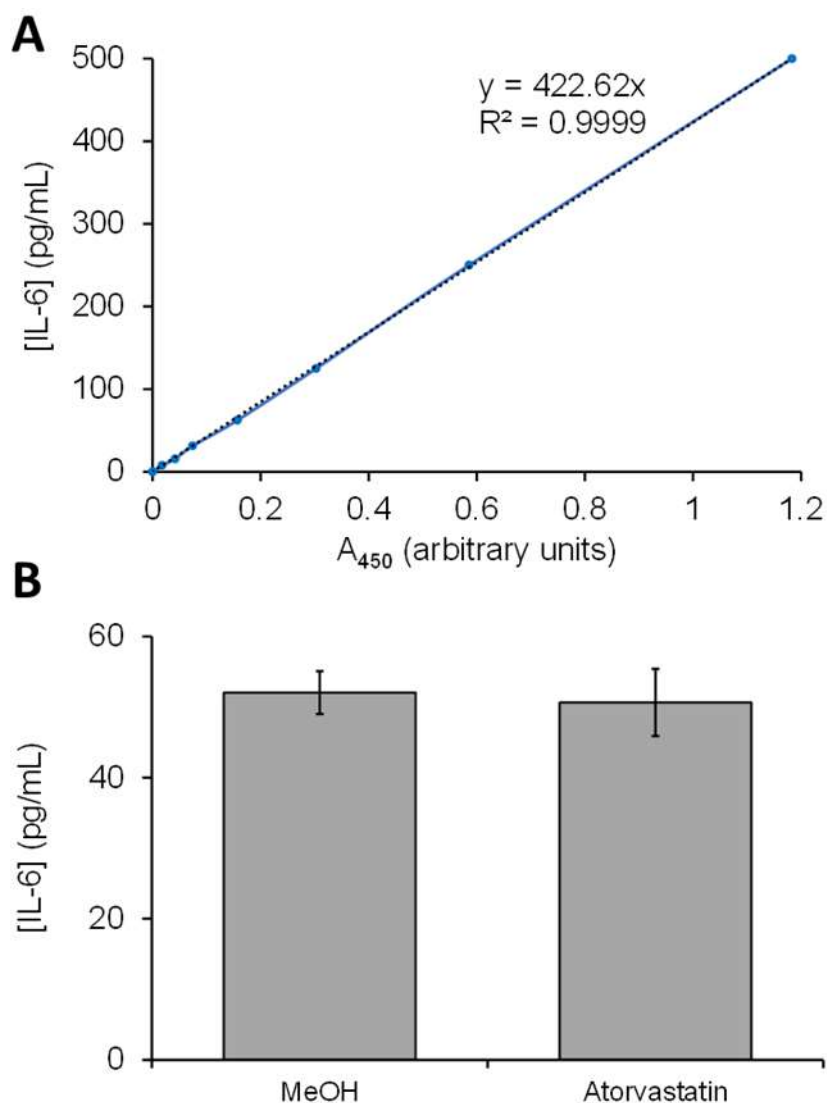 A
500
400
300
200
100
0
[IL-6] (pg/mL)
y = 422.62x
R² = 0.9999
0 0.2 0.4 0.6 0.8 1 1.2
A₄₅₀ (arbitrary units)
B
60
40
20
0
[IL-6] (pg/mL)
MeOH Atorvastatin